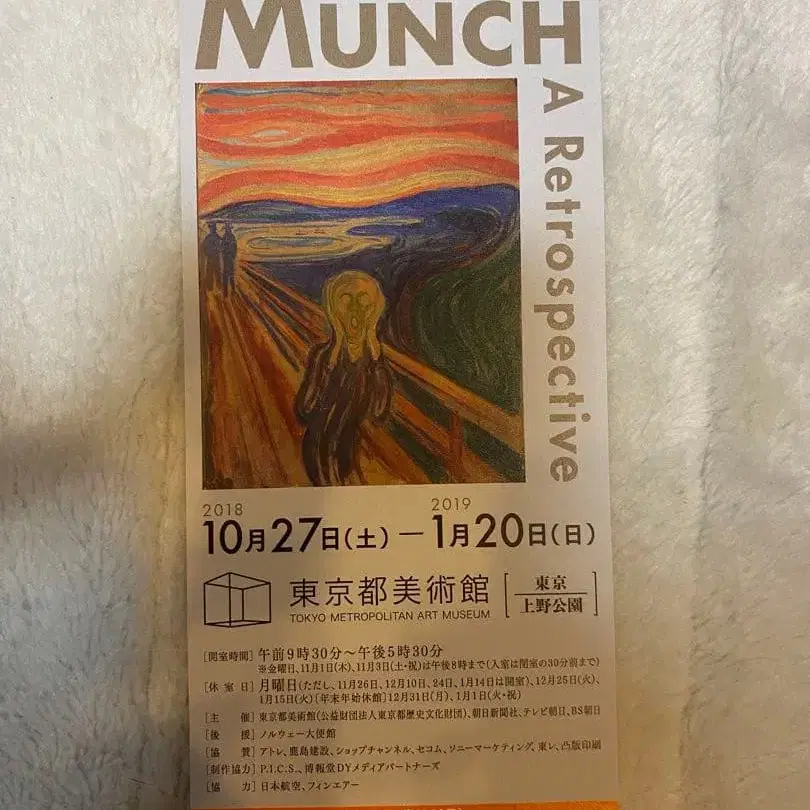 MUNCH
A Retrospective
2018 2019
10月27日(土)―1月20日(日)
東京都美術館
TOKYO METROPOLITAN ART MUSEUM
東京
上野公園
[開室時間] 午前9時30分〜午後5時30分
※金曜日、11月1日(木)、11月3日(土・祝)は午後8時まで(入室は閉室の30分前まで)
[休室日] 月曜日(ただし、11月26日、12月10日、24日、1月14日は開室)、12月25日(火)、
1月15日(火)[年末年始休館]12月31日(月)、1月1日(火・祝)
[主催] 東京都美術館(公益財団法人東京都歴史文化財団)、朝日新聞社、テレビ朝日、BS朝日
[後援] ノルウェー大使館
[協賛] アトレ、鹿島建設、ショップチャンネル、セコム、ソニーマーケティング、東レ、凸版印刷
[制作協力] P.I.C.S.、博報堂DYメディアパートナーズ
[協力] 日本航空、フィンエアー